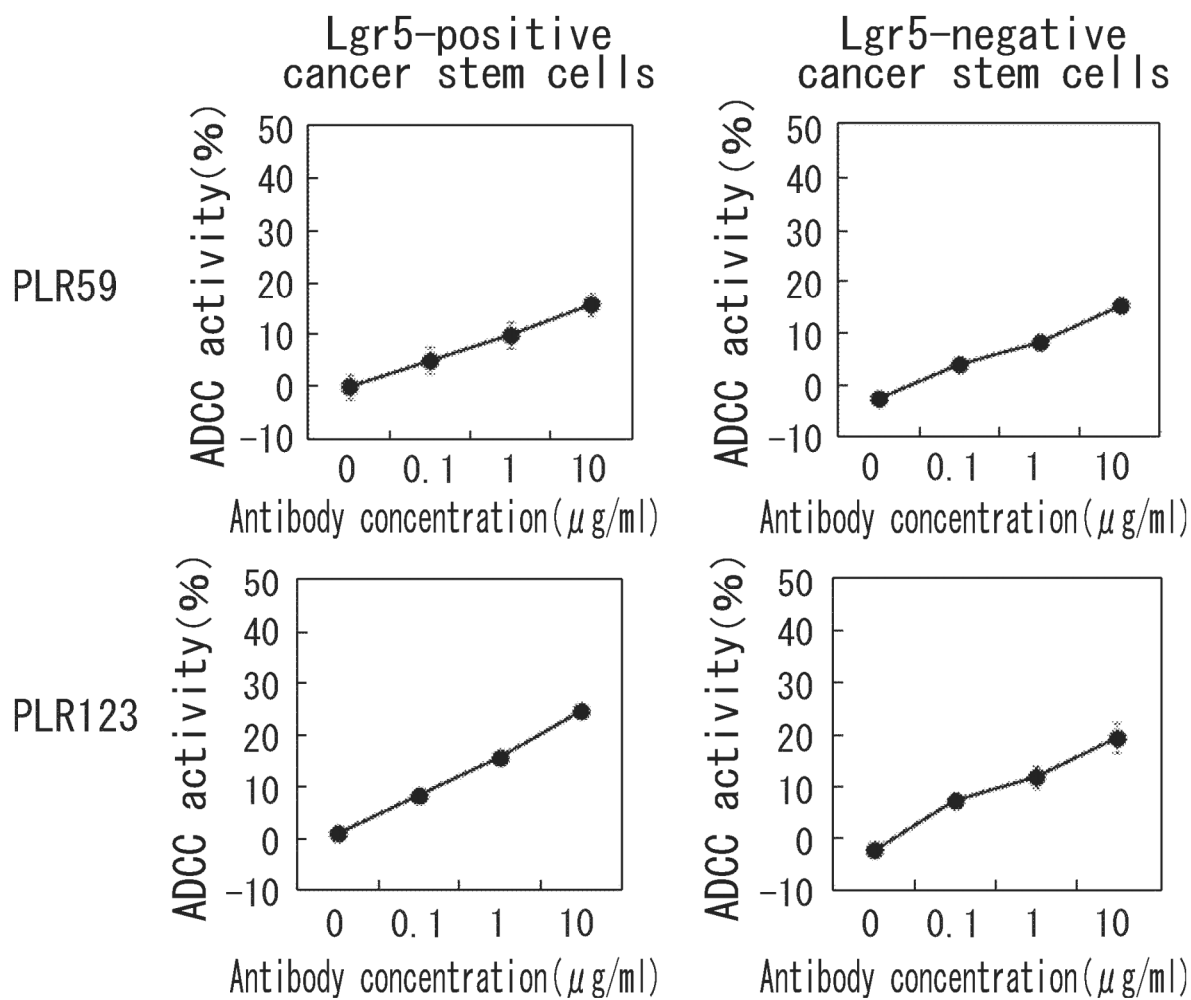 Lgr5-positive
cancer stem cells
Lgr5-negative
cancer stem cells
PLR59
ADCC activity(%)
50
40
30
20
10
0
-10
0 0.1 1 10
Antibody concentration(μg/ml)
ADCC activity(%)
50
40
30
20
10
0
-10
0 0.1 1 10
Antibody concentration(μg/ml)
PLR123
ADCC activity(%)
50
40
30
20
10
0
-10
0 0.1 1 10
Antibody concentration(μg/ml)
ADCC activity(%)
50
40
30
20
10
0
-10
0 0.1 1 10
Antibody concentration(μg/ml)